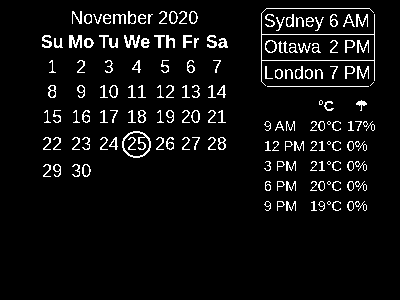 November 2020
Su Mo Tu We Th Fr Sa
1 2 3 4 5 6 7
8 9 10 11 12 13 14
15 16 17 18 19 20 21
22 23 24 25 26 27 28
29 30
Sydney 6 AM
Ottawa 2 PM
London 7 PM
°C ☂
9 AM 20°C 17%
12 PM 21°C 0%
3 PM 21°C 0%
6 PM 20°C 0%
9 PM 19°C 0%